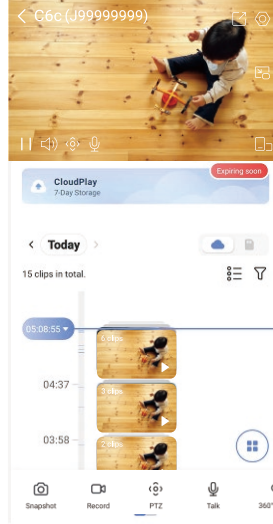 C6c (J99999999)
Expiring soon
CloudPlay
7-Day Storage
Today
15 clips in total.
05:08:55
6 clips
04:37
3 clips
03:58
2 clips
Snapshot
Record
PTZ
Talk
360°